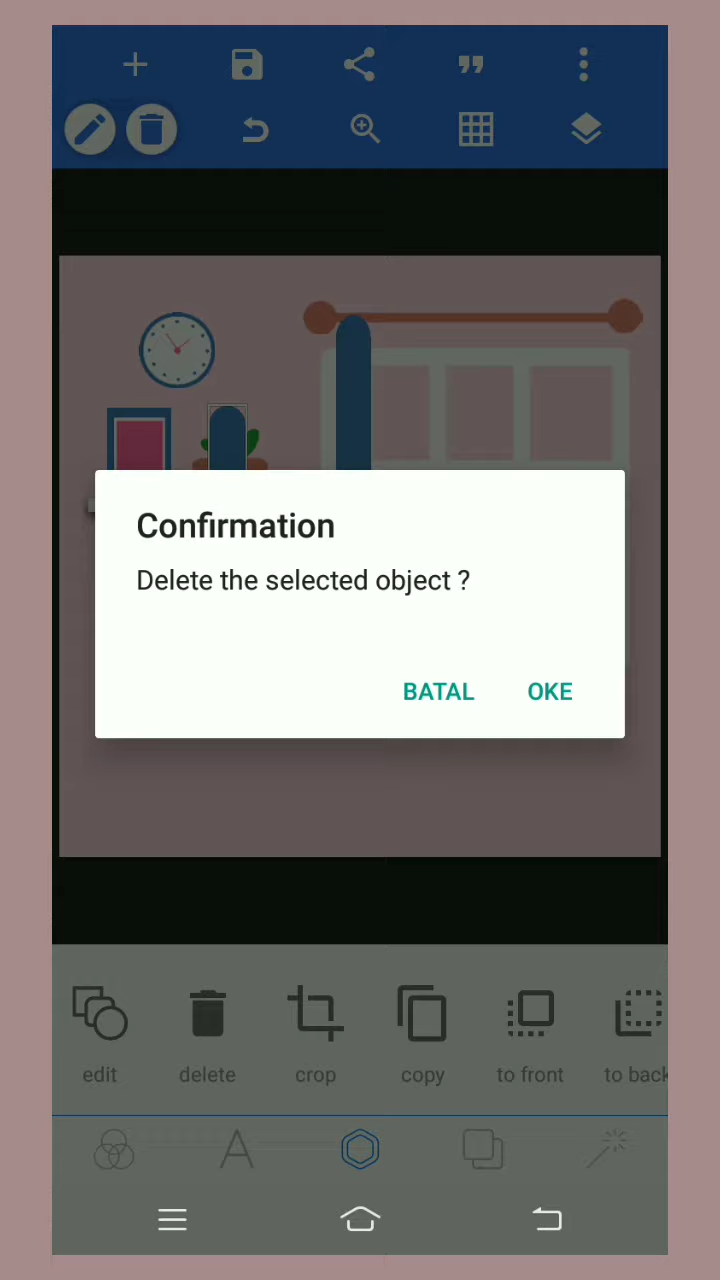 Confirmation
Delete the selected object ?
BATAL OKE
edit delete crop copy to front to back